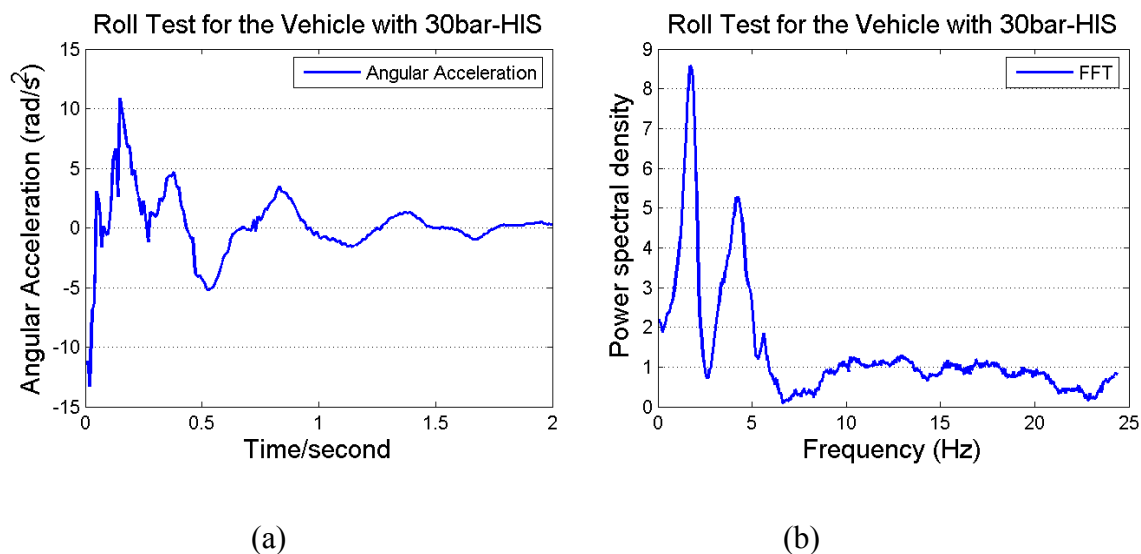 Roll Test for the Vehicle with 30bar-HIS
Angular Acceleration
Angular Acceleration (rad/s²)
15
10
5
0
-5
-10
-15
0
0.5
1
1.5
2
Time/second
(a)
Roll Test for the Vehicle with 30bar-HIS
FFT
Power spectral density
9
8
7
6
5
4
3
2
1
0
0
5
10
15
20
25
Frequency (Hz)
(b)